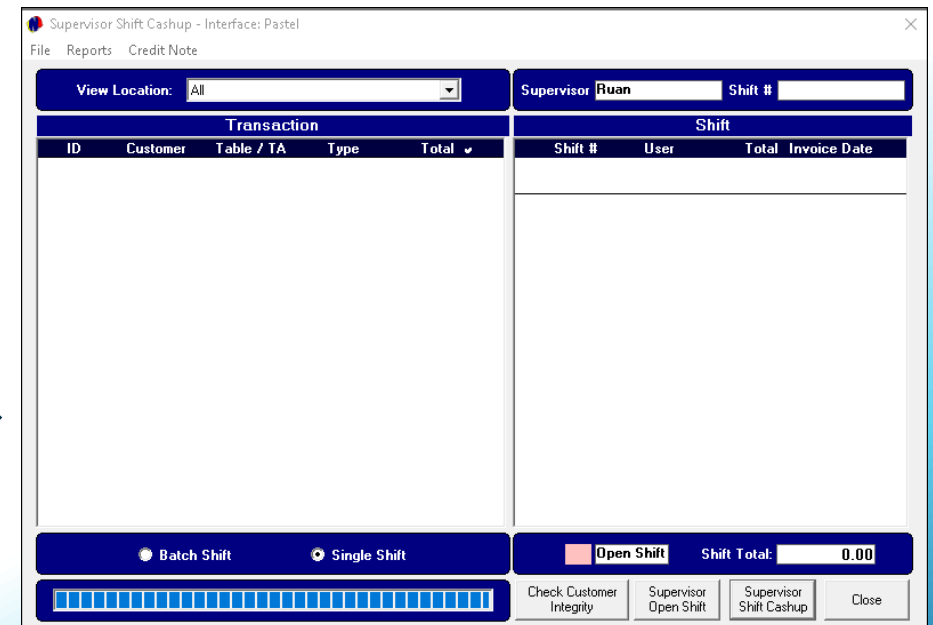 Supervisor Shift Cashup - Interface: Pastel
File Reports Credit Note
View Location: All
Supervisor Ruan Shift #
Transaction
Shift
ID Customer Table / TA Type Total
Shift # User Total Invoice Date
Batch Shift Single Shift
Open Shift Shift Total: 0.00
Check Customer Integrity
Supervisor Open Shift
Supervisor Shift Cashup
Close